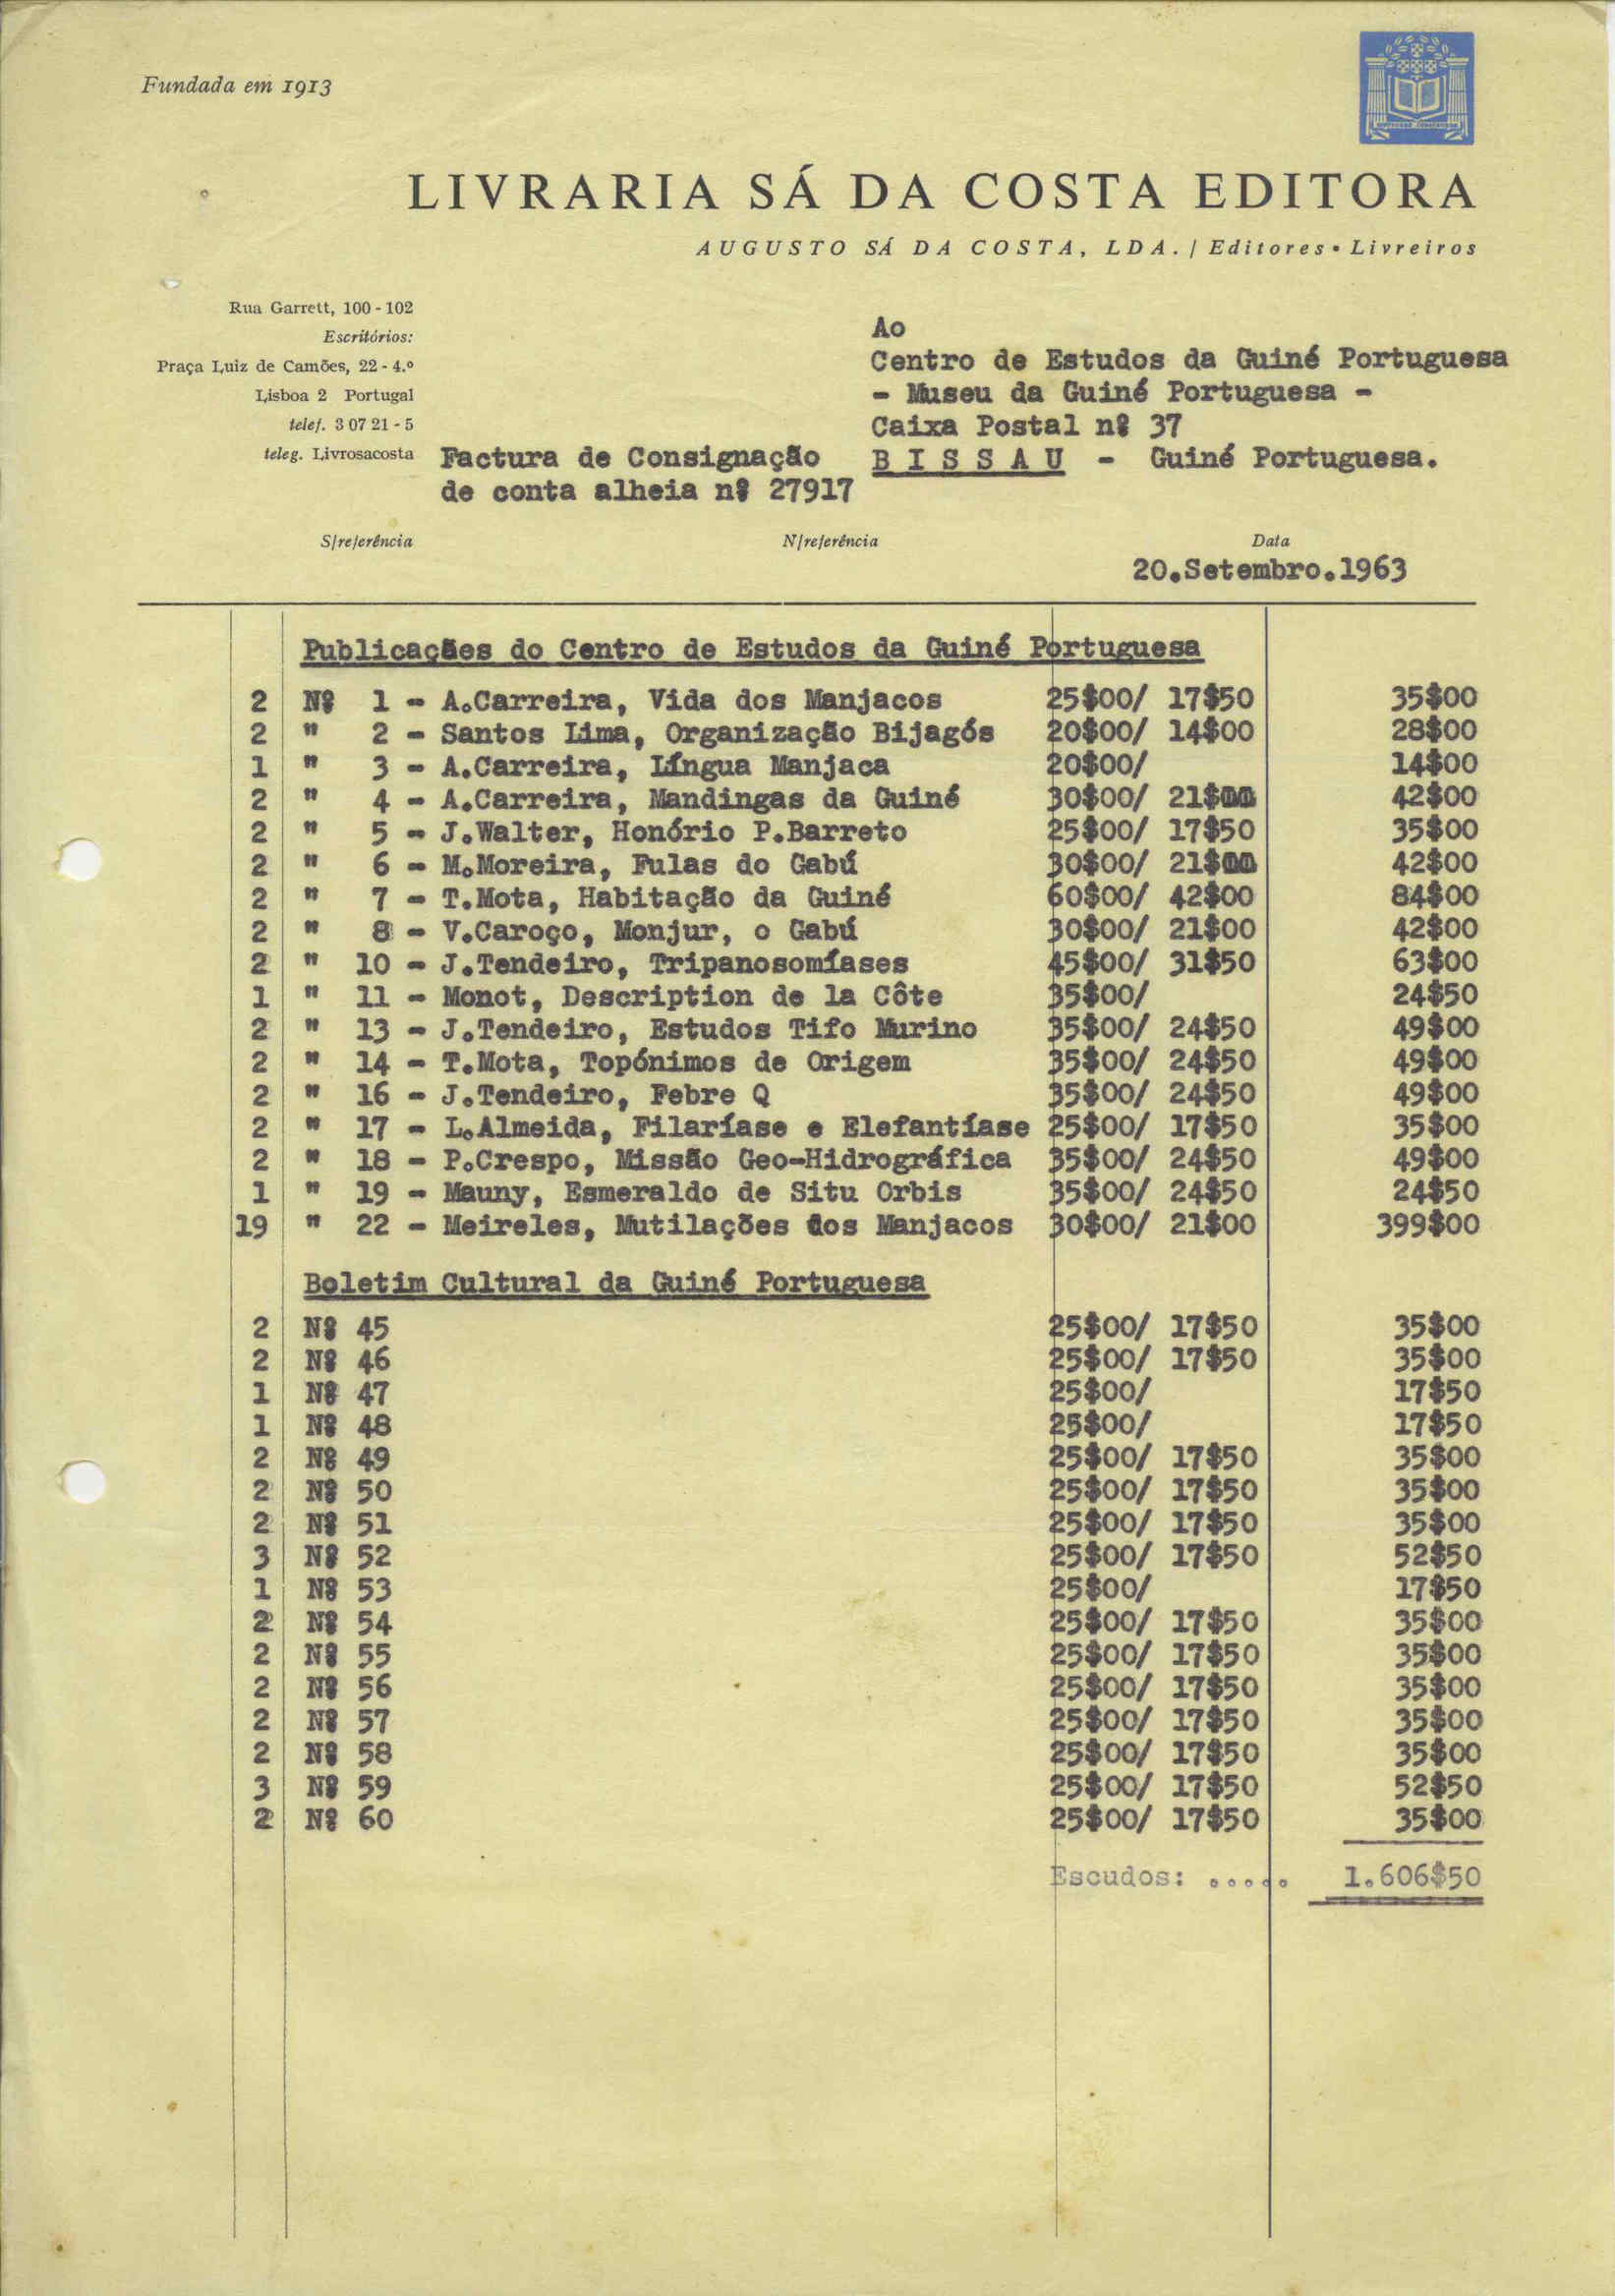 Fundada em 1913
LIVRARIA SÁ DA COSTA EDITORA
AUGUSTO SÁ DA COSTA, LDA. | Editores • Livreiros
Rua Garrett, 100 - 102
Escritórios:
Praça Luiz de Camões, 22 - 4.º
Lisboa 2 Portugal
telef. 3 07 21 - 5
teleg. Livrosacosta
Factura de Consignação
de conta alheia nº 27917
Ao
Centro de Estudos da Guiné Portuguesa
- Museu da Guiné Portuguesa -
Caixa Postal nº 37
B I S S A U - Guiné Portuguesa.
S/referência N/referência Data
20.Setembro.1963
Publicações do Centro de Estudos da Guiné Portuguesa
2 Nº 1 - A.Carreira, Vida dos Manjacos 25$00/ 17$50 35$00
2 " 2 - Santos Lima, Organização Bijagós 20$00/ 14$00 28$00
1 " 3 - A.Carreira, Língua Manjaca 20$00/ 14$00
2 " 4 - A.Carreira, Mandingas da Guiné 30$00/ 21$00 42$00
2 " 5 - J.Walter, Honório P.Barreto 25$00/ 17$50 35$00
2 " 6 - M.Moreira, Fulas do Gabú 30$00/ 21$00 42$00
2 " 7 - T.Mota, Habitação da Guiné 60$00/ 42$00 84$00
2 " 8 - V.Caroço, Monjur, o Gabú 30$00/ 21$00 42$00
2 " 10 - J.Tendeiro, Tripanosomíases 45$00/ 31$50 63$00
1 " 11 - Monot, Description de la Côte 35$00/ 24$50
2 " 13 - J.Tendeiro, Estudos Tifo Murino 35$00/ 24$50 49$00
2 " 14 - T.Mota, Topónimos de Origem 35$00/ 24$50 49$00
2 " 16 - J.Tendeiro, Febre Q 35$00/ 24$50 49$00
2 " 17 - L.Almeida, Filaríase e Elefantíase 25$00/ 17$50 35$00
2 " 18 - P.Crespo, Missão Geo-Hidrográfica 35$00/ 24$50 49$00
1 " 19 - Mauny, Esmeraldo de Situ Orbis 35$00/ 24$50 24$50
19 " 22 - Meireles, Mutilações dos Manjacos 30$00/ 21$00 399$00
Boletim Cultural da Guiné Portuguesa
2 Nº 45 25$00/ 17$50 35$00
2 Nº 46 25$00/ 17$50 35$00
1 Nº 47 25$00/ 17$50
1 Nº 48 25$00/ 17$50
2 Nº 49 25$00/ 17$50 35$00
2 Nº 50 25$00/ 17$50 35$00
2 Nº 51 25$00/ 17$50 35$00
3 Nº 52 25$00/ 17$50 52$50
1 Nº 53 25$00/ 17$50
2 Nº 54 25$00/ 17$50 35$00
2 Nº 55 25$00/ 17$50 35$00
2 Nº 56 25$00/ 17$50 35$00
2 Nº 57 25$00/ 17$50 35$00
2 Nº 58 25$00/ 17$50 35$00
3 Nº 59 25$00/ 17$50 52$50
2 Nº 60 25$00/ 17$50 35$00
Escudos: ..... 1.606$50